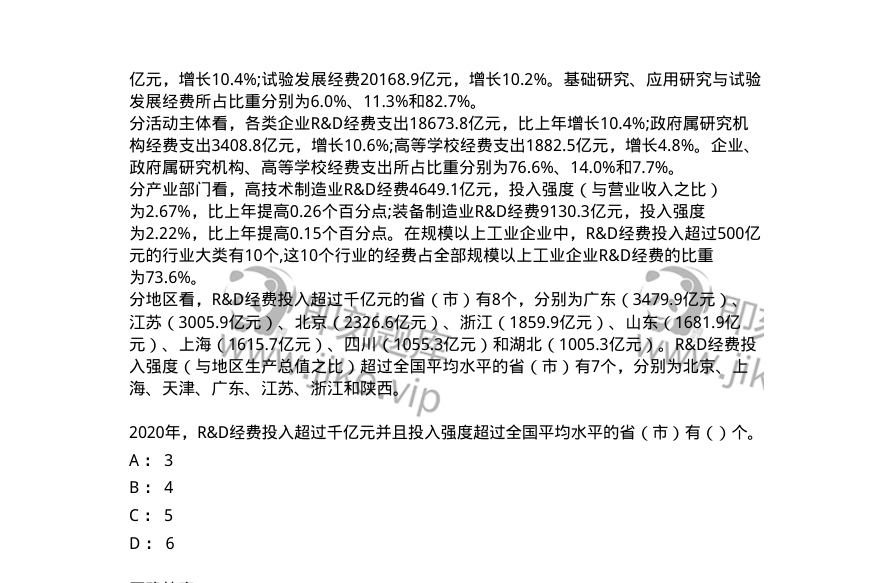 亿元，增长10.4%;试验发展经费20168.9亿元，增长10.2%。基础研究、应用研究与试验
发展经费所占比重分别为6.0%、11.3%和82.7%。
分活动主体看，各类企业R&D经费支出18673.8亿元，比上年增长10.4%;政府属研究机
构经费支出3408.8亿元，增长10.6%;高等学校经费支出1882.5亿元，增长4.8%。企业、
政府属研究机构、高等学校经费支出所占比重分别为76.6%、14.0%和7.7%。
分产业部门看，高技术制造业R&D经费4649.1亿元，投入强度（与营业收入之比）
为2.67%，比上年提高0.26个百分点;装备制造业R&D经费9130.3亿元，投入强度
为2.22%，比上年提高0.15个百分点。在规模以上工业企业中，R&D经费投入超过500亿
元的行业大类有10个,这10个行业的经费占全部规模以上工业企业R&D经费的比重
为73.6%。
分地区看，R&D经费投入超过千亿元的省（市）有8个，分别为广东（3479.9亿元）、
江苏（3005.9亿元）、北京（2326.6亿元）、浙江（1859.9亿元）、山东（1681.9亿
元）、上海（1615.7亿元）、四川（1055.3亿元）和湖北（1005.3亿元）。R&D经费投
入强度（与地区生产总值之比）超过全国平均水平的省（市）有7个，分别为北京、上
海、天津、广东、江苏、浙江和陕西。
2020年，R&D经费投入超过千亿元并且投入强度超过全国平均水平的省（市）有（）个。
A： 3
B： 4
C： 5
D： 6